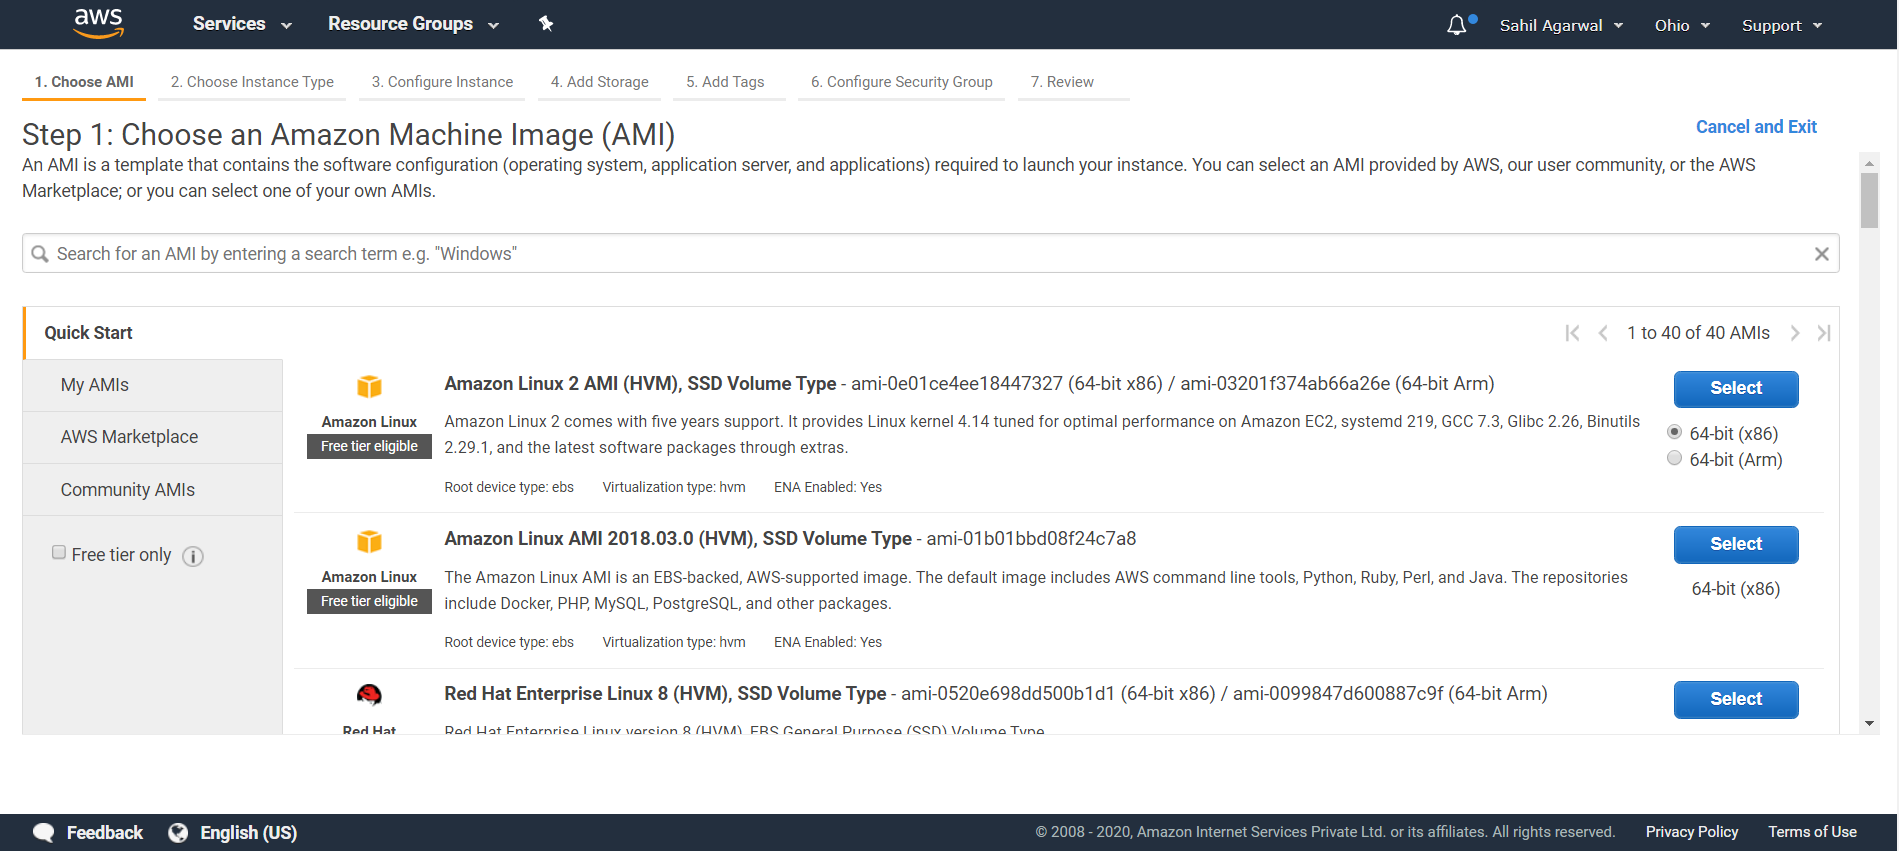 aws
Services
Resource Groups
Sahil Agarwal
Ohio
Support
1. Choose AMI
2. Choose Instance Type
3. Configure Instance
4. Add Storage
5. Add Tags
6. Configure Security Group
7. Review
Step 1: Choose an Amazon Machine Image (AMI)
Cancel and Exit
An AMI is a template that contains the software configuration (operating system, application server, and applications) required to launch your instance. You can select an AMI provided by AWS, our user community, or the AWS
Marketplace; or you can select one of your own AMIs.
Search for an AMI by entering a search term e.g. "Windows"
Quick Start
1 to 40 of 40 AMIs
My AMIs
AWS Marketplace
Community AMIs
Free tier only
Amazon Linux
Free tier eligible
Amazon Linux 2 AMI (HVM), SSD Volume Type - ami-0e01ce4ee18447327 (64-bit x86) / ami-03201f374ab66a26e (64-bit Arm)
Amazon Linux 2 comes with five years support. It provides Linux kernel 4.14 tuned for optimal performance on Amazon EC2, systemd 219, GCC 7.3, Glibc 2.26, Binutils
2.29.1, and the latest software packages through extras.
Root device type: ebs Virtualization type: hvm ENA Enabled: Yes
Select
64-bit (x86)
64-bit (Arm)
Amazon Linux
Free tier eligible
Amazon Linux AMI 2018.03.0 (HVM), SSD Volume Type - ami-01b01bbd08f24c7a8
The Amazon Linux AMI is an EBS-backed, AWS-supported image. The default image includes AWS command line tools, Python, Ruby, Perl, and Java. The repositories
include Docker, PHP, MySQL, PostgreSQL, and other packages.
Root device type: ebs Virtualization type: hvm ENA Enabled: Yes
Select
64-bit (x86)
Red Hat
Red Hat Enterprise Linux 8 (HVM), SSD Volume Type - ami-0520e698dd500b1d1 (64-bit x86) / ami-0099847d600887c9f (64-bit Arm)
Red Hat Enterprise Linux version 8 (HVM), EBS General Purpose (SSD) Volume Type
Select
Feedback
English (US)
© 2008 - 2020, Amazon Internet Services Private Ltd. or its affiliates. All rights reserved.
Privacy Policy
Terms of Use